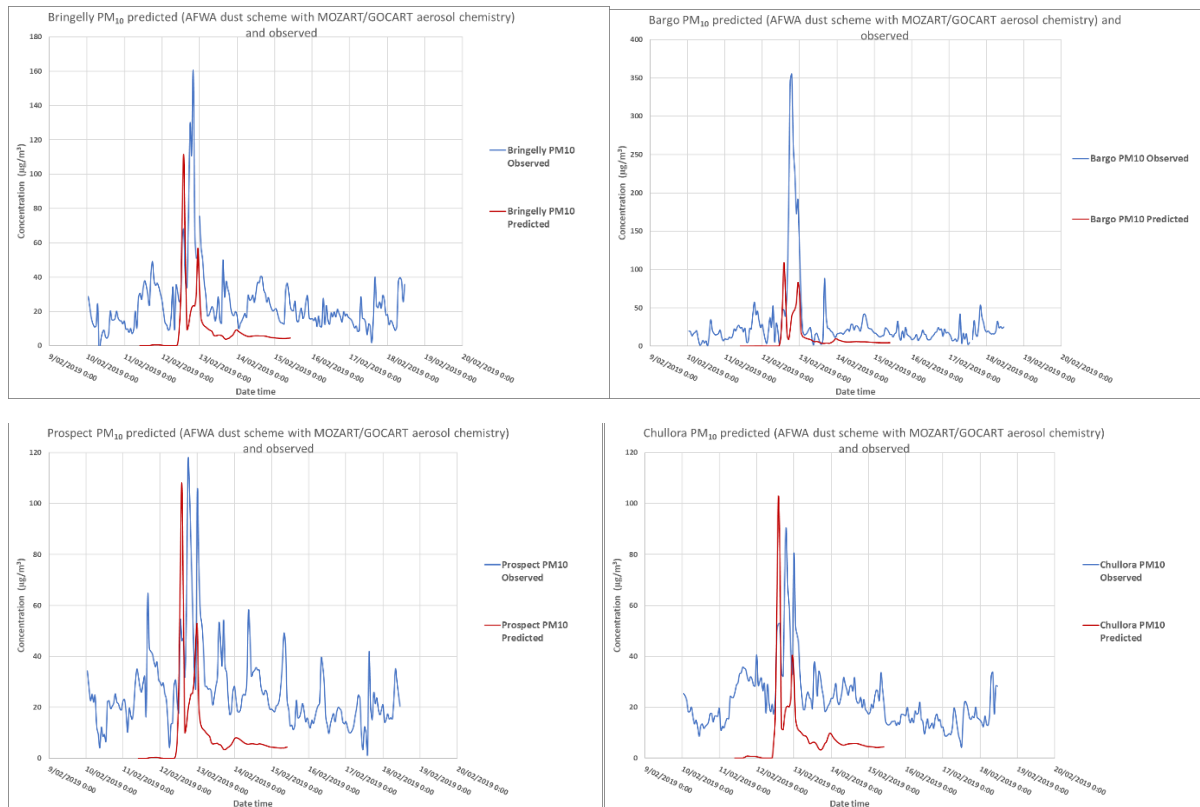 Bringelly PM₁₀ predicted (AFWA dust scheme with MOZART/GOCART aerosol chemistry)
and observed
180
160
140
120
100
80
60
40
20
0
Concentration (µg/m³)
9/02/2019 0:00
10/02/2019 0:00
11/02/2019 0:00
12/02/2019 0:00
13/02/2019 0:00
14/02/2019 0:00
15/02/2019 0:00
16/02/2019 0:00
17/02/2019 0:00
18/02/2019 0:00
19/02/2019 0:00
20/02/2019 0:00
Date time
Bringelly PM10
Observed
Bringelly PM10
Predicted
Bargo PM₁₀ predicted (AFWA dust scheme with MOZART/GOCART aerosol chemistry) and
observed
400
350
300
250
200
150
100
50
0
Concentration (µg/m³)
9/02/2019 0:00
10/02/2019 0:00
11/02/2019 0:00
12/02/2019 0:00
13/02/2019 0:00
14/02/2019 0:00
15/02/2019 0:00
16/02/2019 0:00
17/02/2019 0:00
18/02/2019 0:00
19/02/2019 0:00
20/02/2019 0:00
Date time
Bargo PM10 Observed
Bargo PM10 Predicted
Prospect PM₁₀ predicted (AFWA dust scheme with MOZART/GOCART aerosol chemistry)
and observed
120
100
80
60
40
20
0
Concentration (µg/m³)
9/02/2019 0:00
10/02/2019 0:00
11/02/2019 0:00
12/02/2019 0:00
13/02/2019 0:00
14/02/2019 0:00
15/02/2019 0:00
16/02/2019 0:00
17/02/2019 0:00
18/02/2019 0:00
19/02/2019 0:00
20/02/2019 0:00
Date time
Prospect PM10
Observed
Prospect PM10
Predicted
Chullora PM₁₀ predicted (AFWA dust scheme with MOZART/GOCART aerosol chemistry)
and observed
120
100
80
60
40
20
0
Concentration (µg/m³)
9/02/2019 0:00
10/02/2019 0:00
11/02/2019 0:00
12/02/2019 0:00
13/02/2019 0:00
14/02/2019 0:00
15/02/2019 0:00
16/02/2019 0:00
17/02/2019 0:00
18/02/2019 0:00
19/02/2019 0:00
20/02/2019 0:00
Date time
Chullora PM10
Observed
Chullora PM10
Predicted